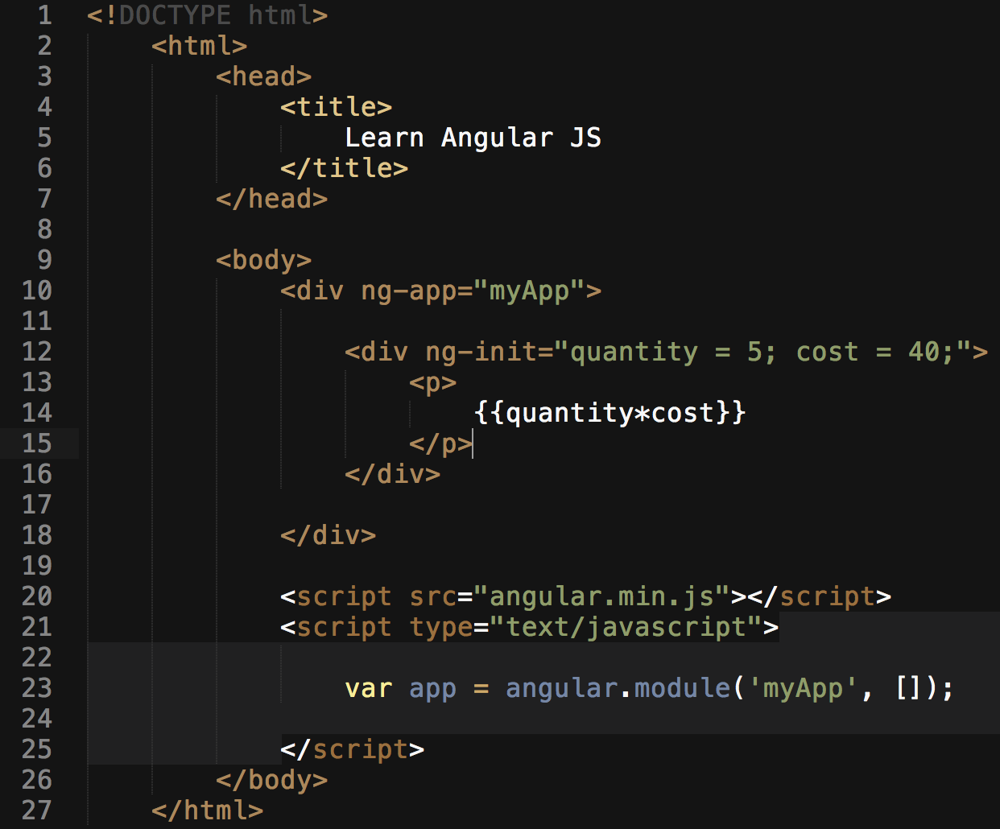 1 <!DOCTYPE html>
2 <html>
3 <head>
4 <title>
5 Learn Angular JS
6 </title>
7 </head>
8
9 <body>
10 <div ng-app="myApp">
11
12 <div ng-init="quantity = 5; cost = 40;">
13 <p>
14 {{quantity*cost}}
15 </p>
16 </div>
17
18 </div>
19
20 <script src="angular.min.js"></script>
21 <script type="text/javascript">
22
23 var app = angular.module('myApp', []);
24
25 </script>
26 </body>
27 </html>